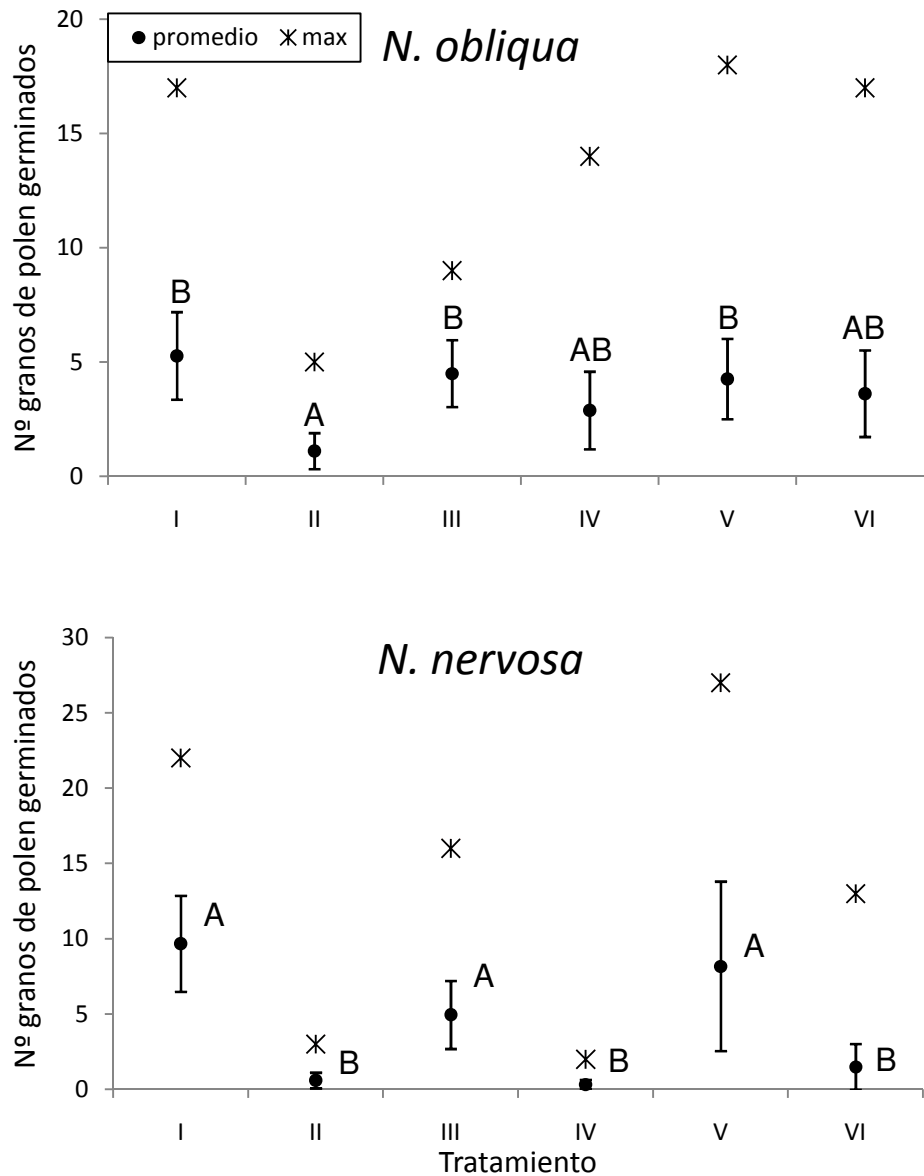 promedio max
N. obliqua
Nº granos de polen germinados
20
15
10
5
0
B
A
B
AB
B
AB
I II III IV V VI
N. nervosa
Nº granos de polen germinados
30
25
20
15
10
5
0
A
B
A
B
A
B
I II III IV V VI
Tratamiento